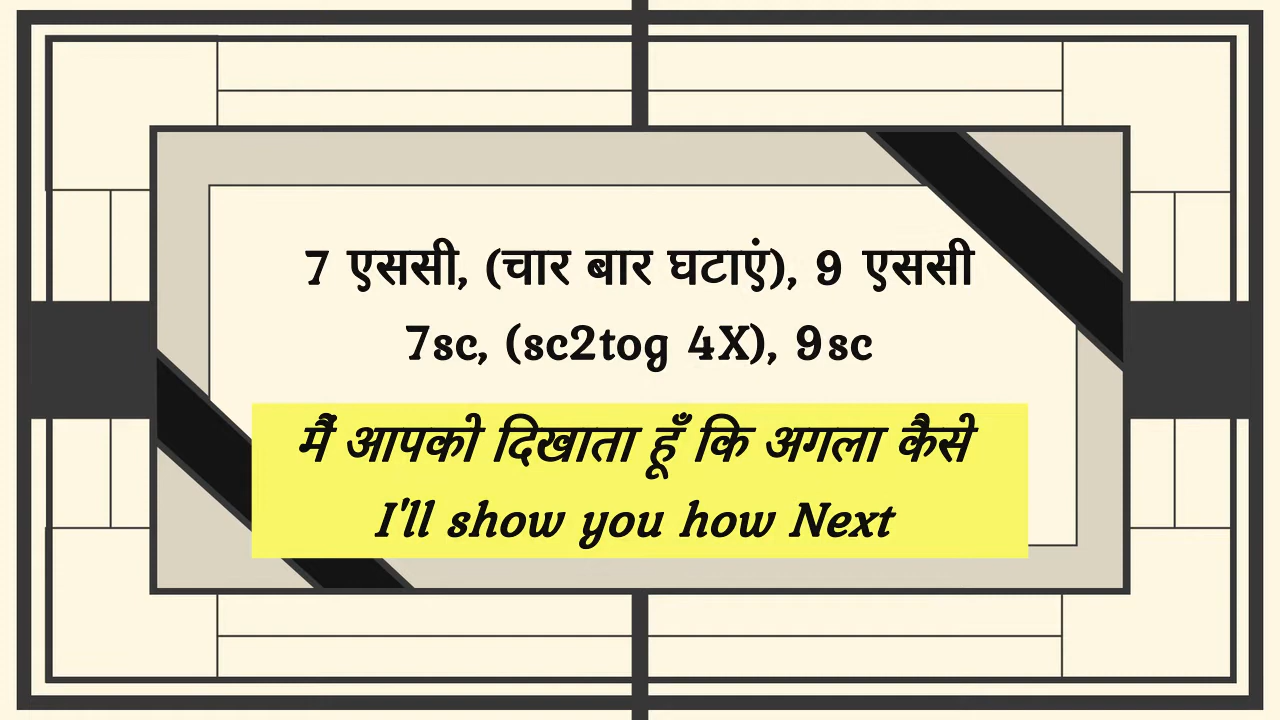 7 एससी, (चार बार घटाएं), 9 एससी
7sc, (sc2tog 4X), 9sc
मैं आपको दिखाता हूँ कि अगला कैसे
I'll show you how Next